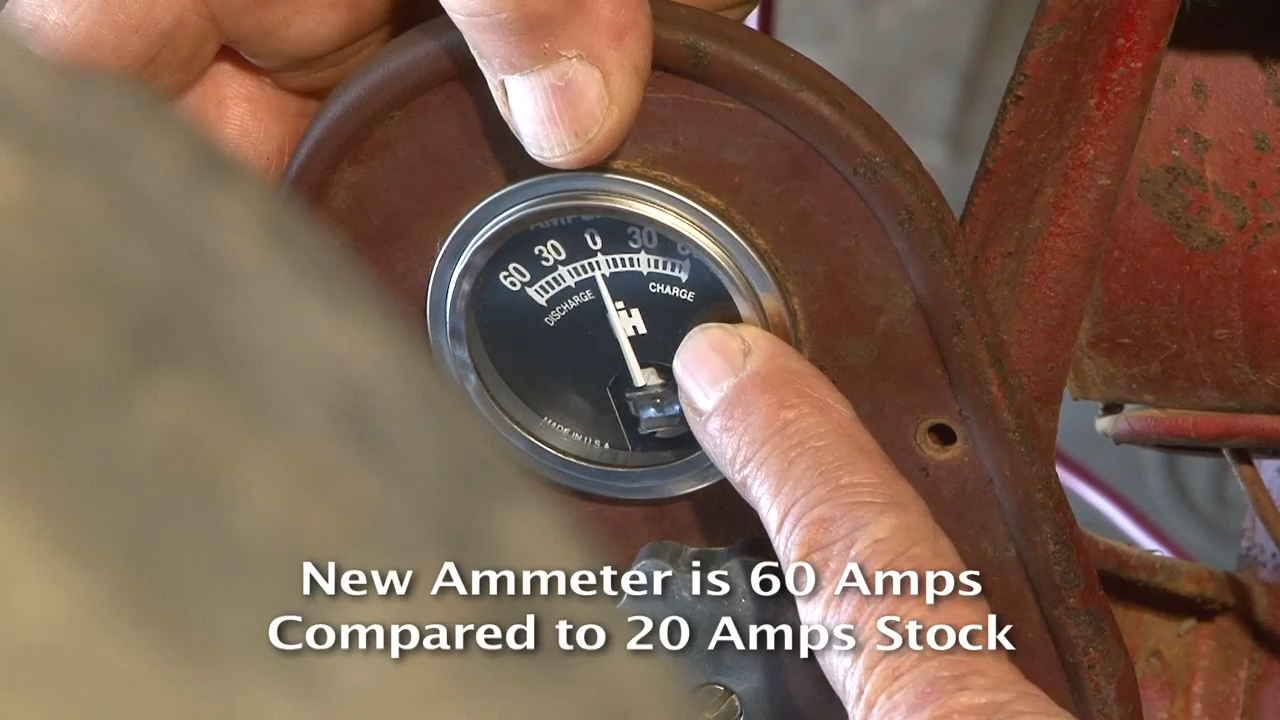 60 30 0 30
DISCHARGE CHARGE
IH
MADE IN U.S.A.
New Ammeter is 60 Amps
Compared to 20 Amps Stock